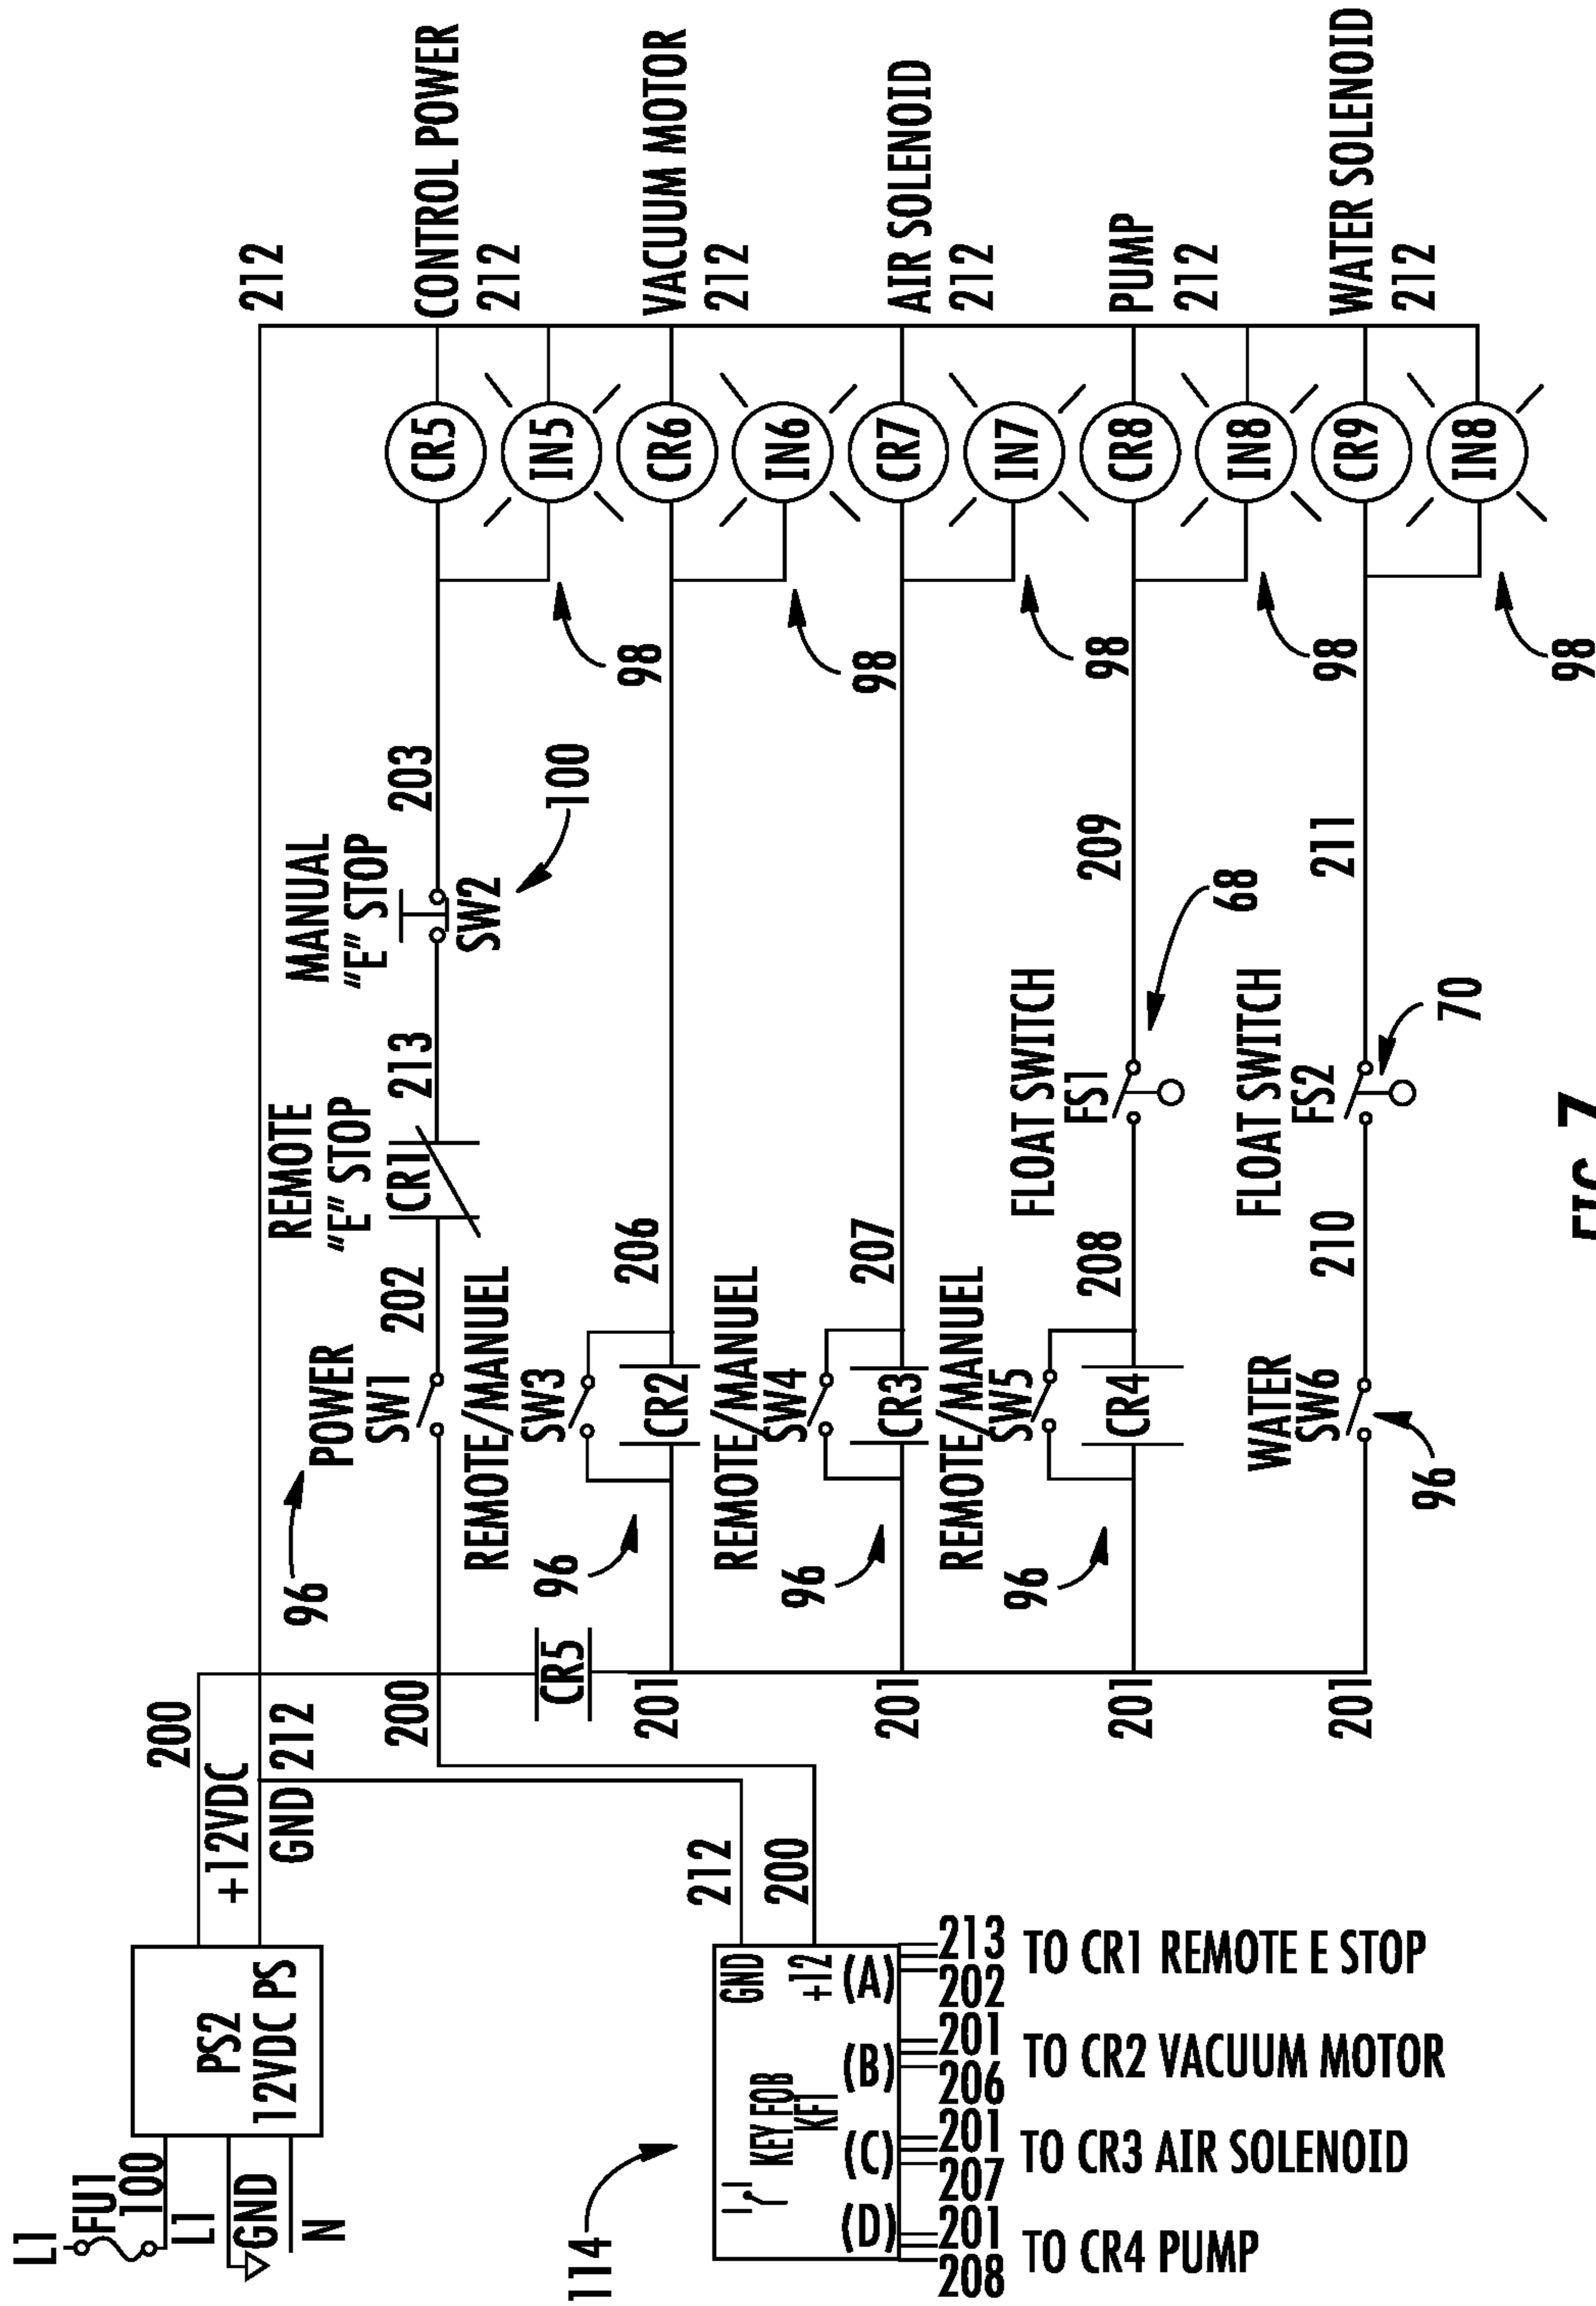 L1
FU1
100
L1
GND
N
PS2
12VDC PS
200
+12VDC
GND 212
212
96
POWER
SW1
200
202
REMOTE
"E" STOP
CR1
213
MANUAL
"E" STOP
SW2
100
203
CR5
CONTROL POWER
212
IN5
98
CR5
REMOTE/MANUEL
SW3
96
201
CR2
206
CR6
VACUUM MOTOR
212
IN6
98
REMOTE/MANUEL
SW4
96
201
CR3
207
CR7
AIR SOLENOID
212
IN7
98
REMOTE/MANUEL
SW5
96
201
CR4
208
FLOAT SWITCH
FS1
68
209
CR8
PUMP
212
IN8
98
WATER
SW6
96
201
210
FLOAT SWITCH
FS2
70
211
CR9
WATER SOLENOID
212
IN8
98
114
212
200
GND
+12
KEY FOB
KF1
(A)
(B)
(C)
(D)
213
202
TO CR1 REMOTE E STOP
201
206
TO CR2 VACUUM MOTOR
201
207
TO CR3 AIR SOLENOID
201
208
TO CR4 PUMP
FIG. 7